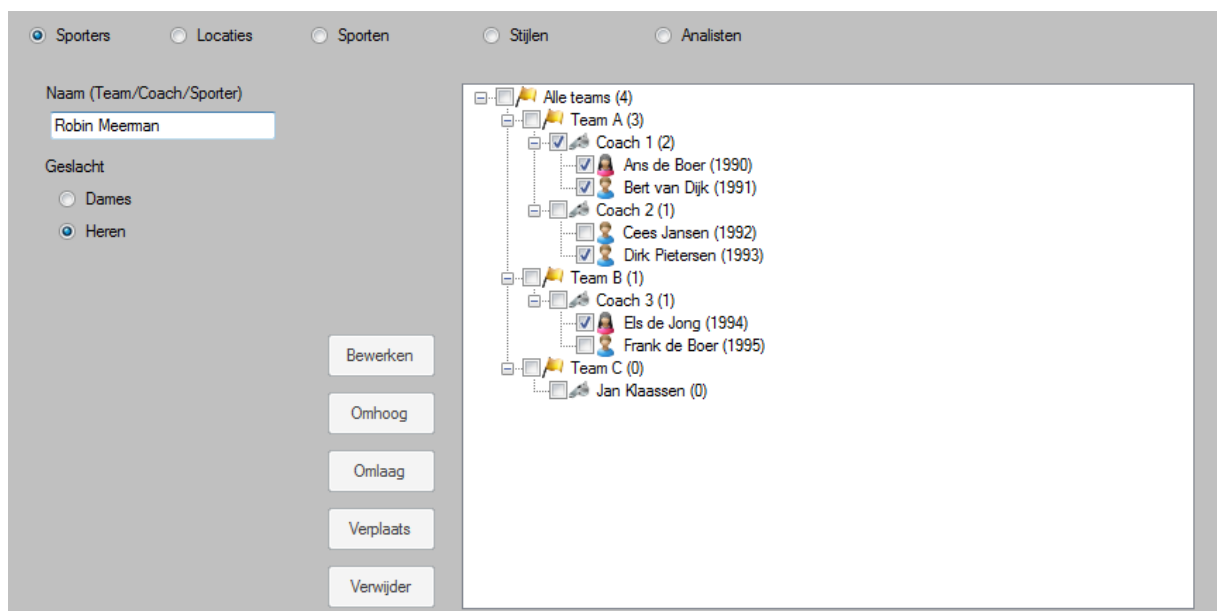 Sporters Locaties Sporten Stijlen Analisten
Naam (Team/Coach/Sporter)
Robin Meerman
Geslacht
Dames
Heren
Bewerken
Omhoog
Omlaag
Verplaats
Verwijder
Alle teams (4)
Team A (3)
Coach 1 (2)
Ans de Boer (1990)
Bert van Dijk (1991)
Coach 2 (1)
Cees Jansen (1992)
Dirk Pietersen (1993)
Team B (1)
Coach 3 (1)
Els de Jong (1994)
Frank de Boer (1995)
Team C (0)
Jan Klaassen (0)